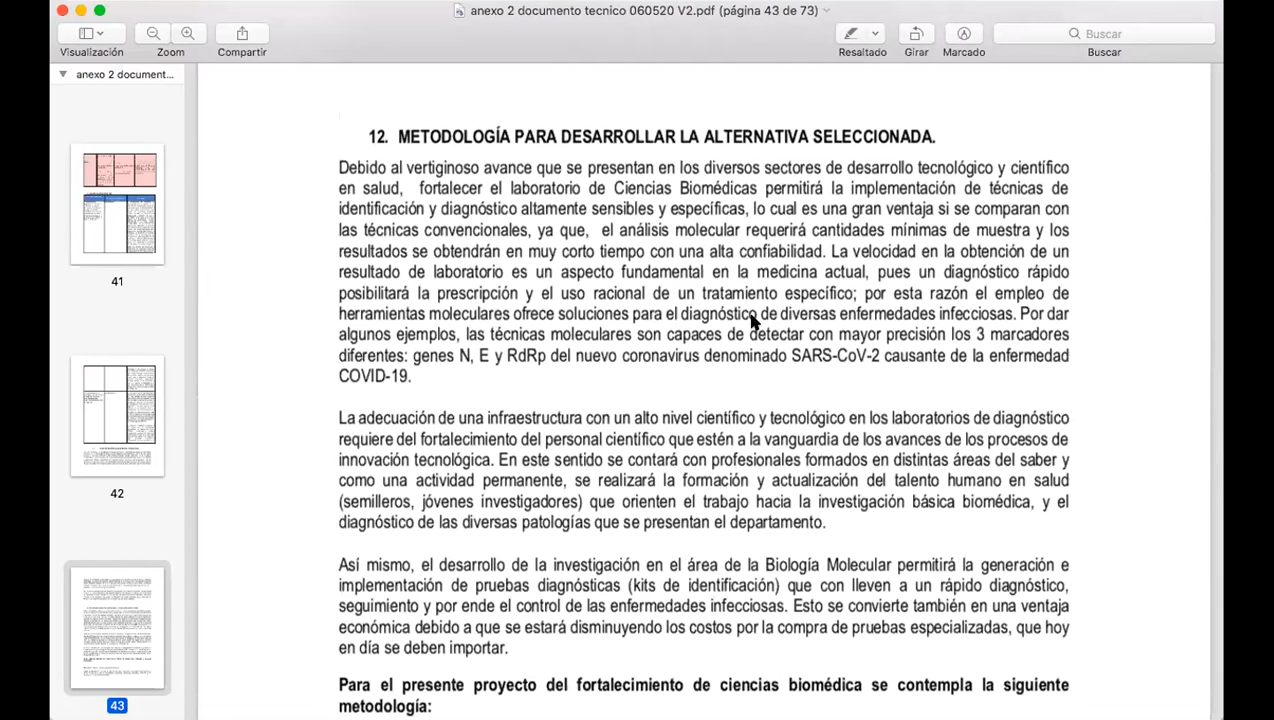 anexo 2 documento tecnico 060520 V2.pdf (página 43 de 73)
Buscar
Visualización
Zoom
Compartir
Resaltado
Girar
Marcado
Buscar
anexo 2 document...
41
42
43
12. METODOLOGÍA PARA DESARROLLAR LA ALTERNATIVA SELECCIONADA.
Debido al vertiginoso avance que se presentan en los diversos sectores de desarrollo tecnológico y científico
en salud, fortalecer el laboratorio de Ciencias Biomédicas permitirá la implementación de técnicas de
identificación y diagnóstico altamente sensibles y específicas, lo cual es una gran ventaja si se comparan con
las técnicas convencionales, ya que, el análisis molecular requerirá cantidades mínimas de muestra y los
resultados se obtendrán en muy corto tiempo con una alta confiabilidad. La velocidad en la obtención de un
resultado de laboratorio es un aspecto fundamental en la medicina actual, pues un diagnóstico rápido
posibilitará la prescripción y el uso racional de un tratamiento específico; por esta razón el empleo de
herramientas moleculares ofrece soluciones para el diagnóstico de diversas enfermedades infecciosas. Por dar
algunos ejemplos, las técnicas moleculares son capaces de detectar con mayor precisión los 3 marcadores
diferentes: genes N, E y RdRp del nuevo coronavirus denominado SARS-CoV-2 causante de la enfermedad
COVID-19.
La adecuación de una infraestructura con un alto nivel científico y tecnológico en los laboratorios de diagnóstico
requiere del fortalecimiento del personal científico que estén a la vanguardia de los avances de los procesos de
innovación tecnológica. En este sentido se contará con profesionales formados en distintas áreas del saber y
como una actividad permanente, se realizará la formación y actualización del talento humano en salud
(semilleros, jóvenes investigadores) que orienten el trabajo hacia la investigación básica biomédica, y el
diagnóstico de las diversas patologías que se presentan el departamento.
Así mismo, el desarrollo de la investigación en el área de la Biología Molecular permitirá la generación e
implementación de pruebas diagnósticas (kits de identificación) que con lleven a un rápido diagnóstico,
seguimiento y por ende el control de las enfermedades infecciosas. Esto se convierte también en una ventaja
económica debido a que se estará disminuyendo los costos por la compra de pruebas especializadas, que hoy
en día se deben importar.
Para el presente proyecto del fortalecimiento de ciencias biomédica se contempla la siguiente
metodología: